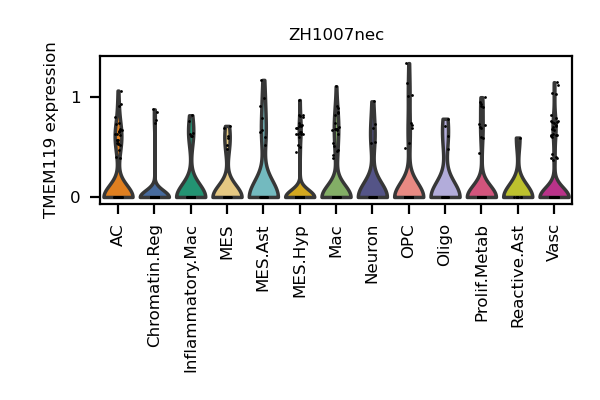 ZH1007nec
TMEM119 expression
1
0
AC
Chromatin.Reg
Inflammatory.Mac
MES
MES.Ast
MES.Hyp
Mac
Neuron
OPC
Oligo
Prolif.Metab
Reactive.Ast
Vasc